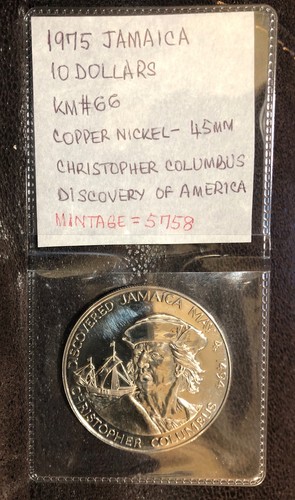 1975 JAMAICA
10 DOLLARS
KM#66
COPPER NICKEL- 45MM
CHRISTOPHER COLUMBUS
DISCOVERY OF AMERICA
MINTAGE = 5758
DISCOVERED JAMAICA MAY 4, 1494
CHRISTOPHER COLUMBUS